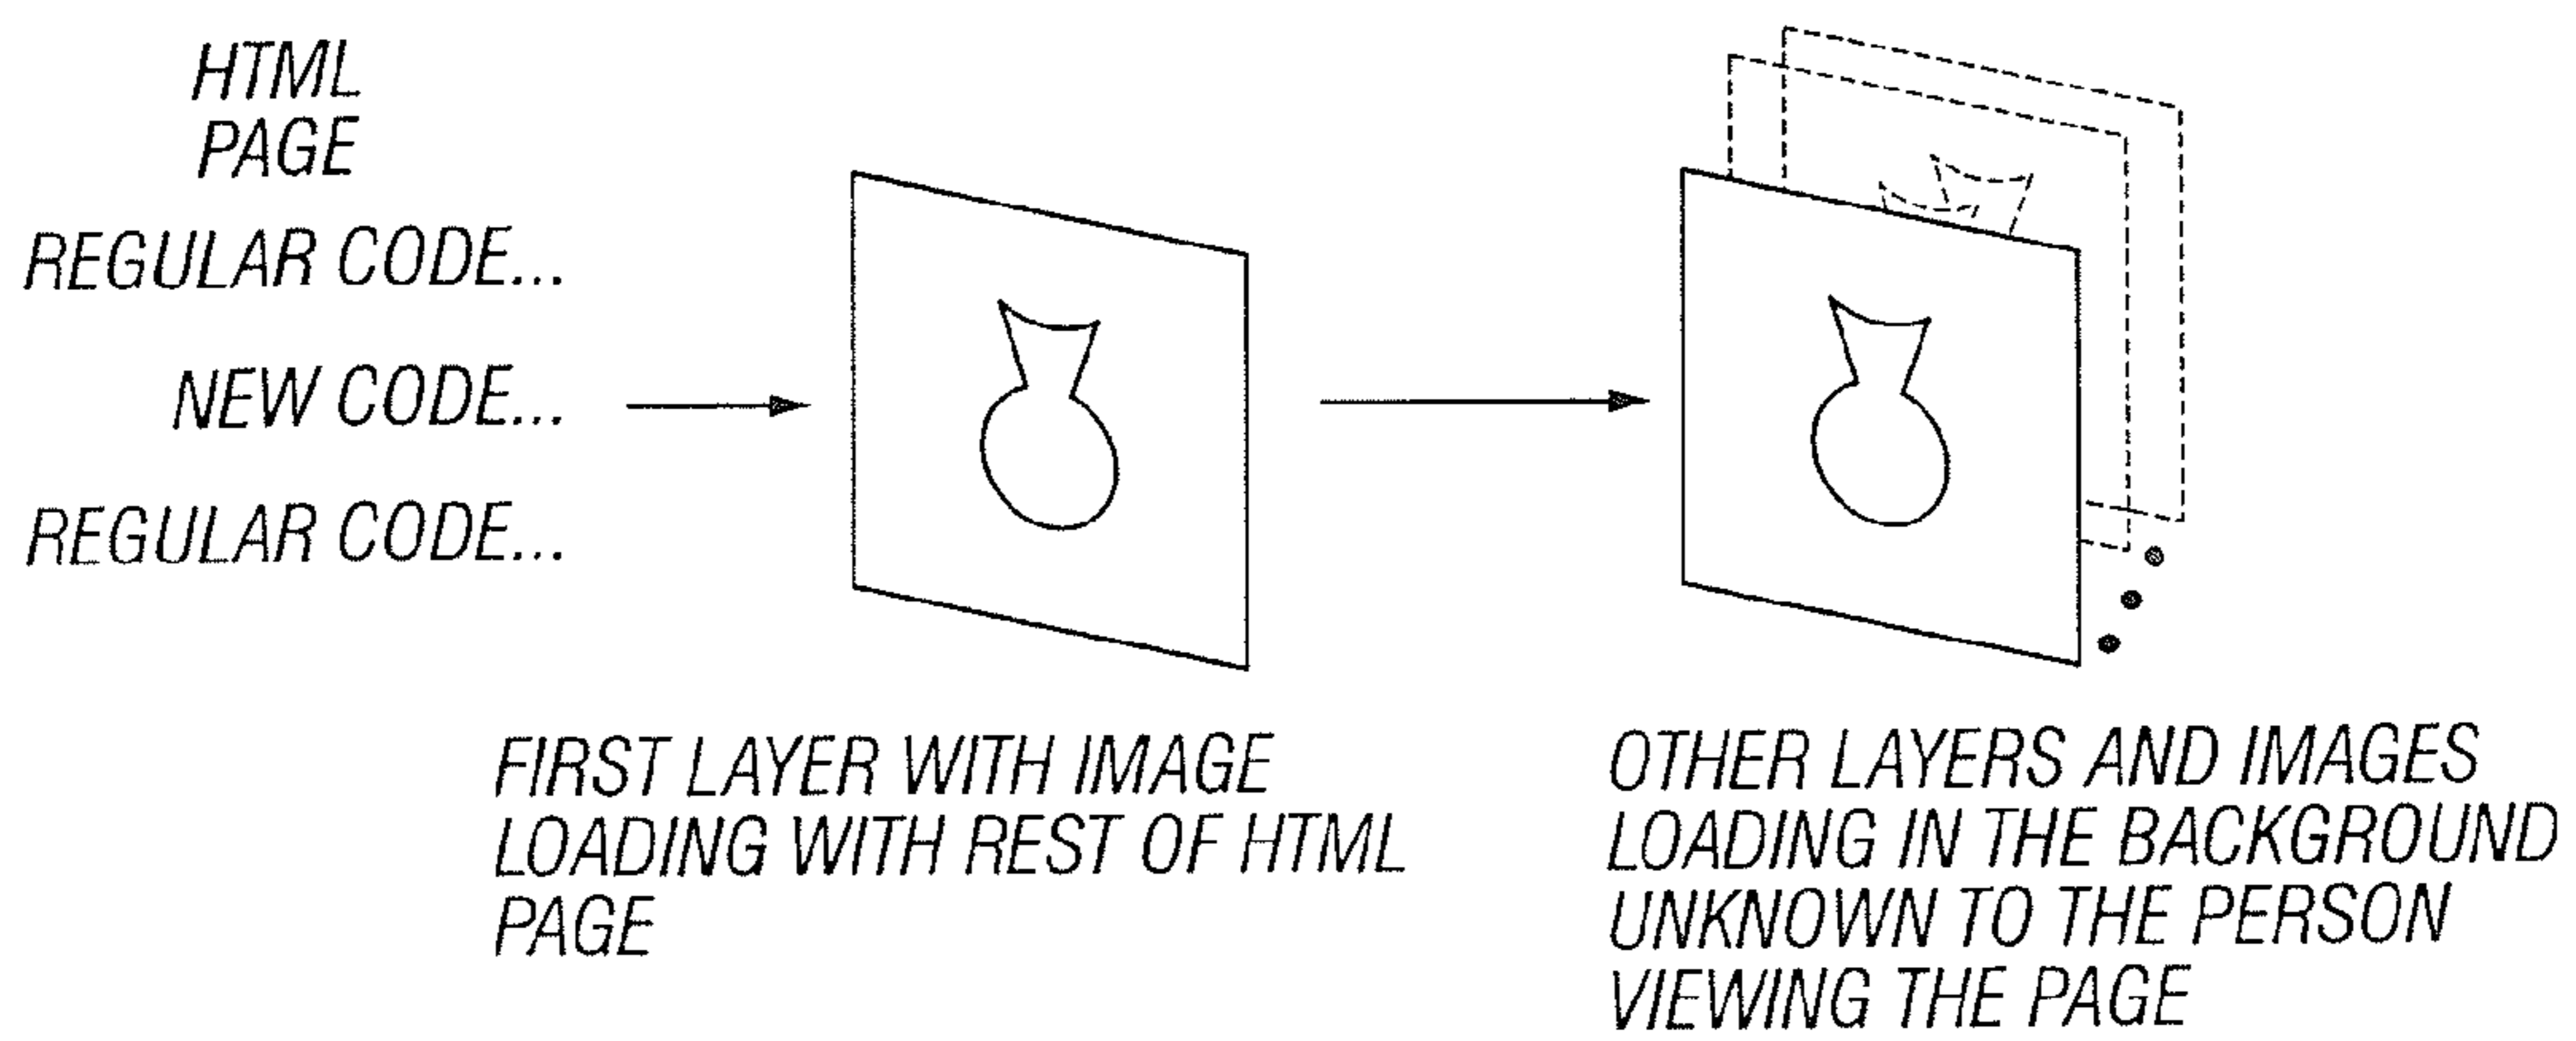 HTML
PAGE
REGULAR CODE...
NEW CODE...
REGULAR CODE...
FIRST LAYER WITH IMAGE
LOADING WITH REST OF HTML
PAGE
OTHER LAYERS AND IMAGES
LOADING IN THE BACKGROUND
UNKNOWN TO THE PERSON
VIEWING THE PAGE